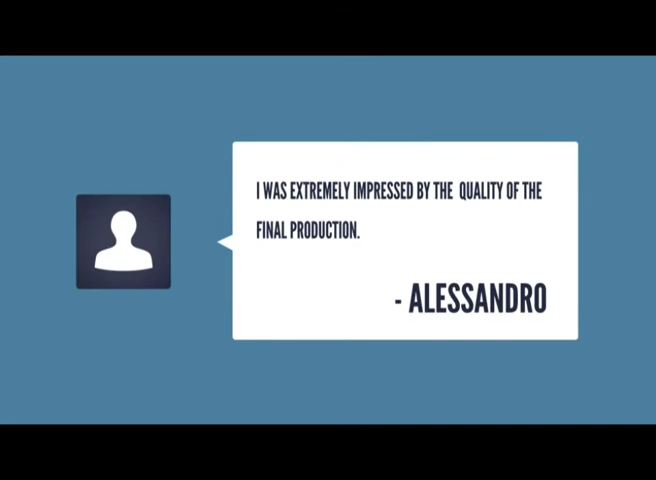 I WAS EXTREMELY IMPRESSED BY THE QUALITY OF THE
FINAL PRODUCTION.
- ALESSANDRO